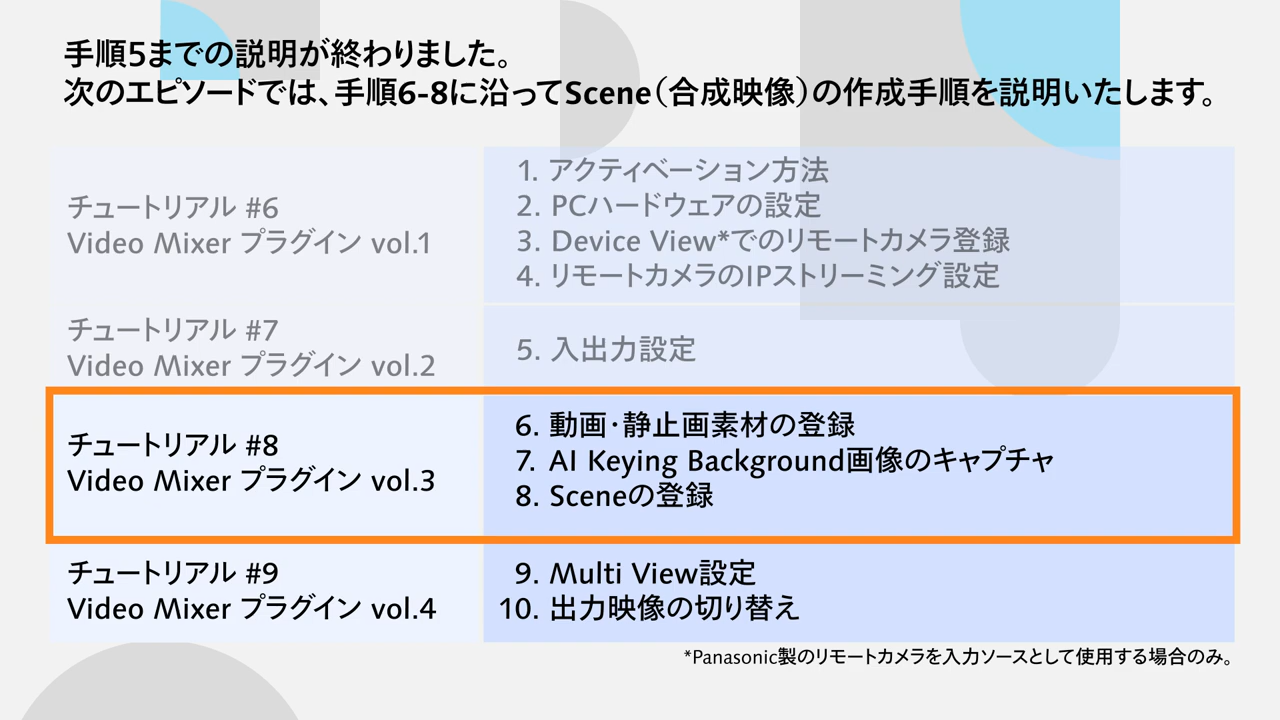 手順5までの説明が終わりました。
次のエピソードでは、手順6-8に沿ってScene（合成映像）の作成手順を説明いたします。
チュートリアル #6
Video Mixer プラグイン vol.1
1. アクティベーション方法
2. PCハードウェアの設定
3. Device View*でのリモートカメラ登録
4. リモートカメラのIPストリーミング設定
チュートリアル #7
Video Mixer プラグイン vol.2
5. 入出力設定
チュートリアル #8
Video Mixer プラグイン vol.3
6. 動画・静止画素材の登録
7. AI Keying Background画像のキャプチャ
8. Sceneの登録
チュートリアル #9
Video Mixer プラグイン vol.4
9. Multi View設定
10. 出力映像の切り替え
*Panasonic製のリモートカメラを入力ソースとして使用する場合のみ。